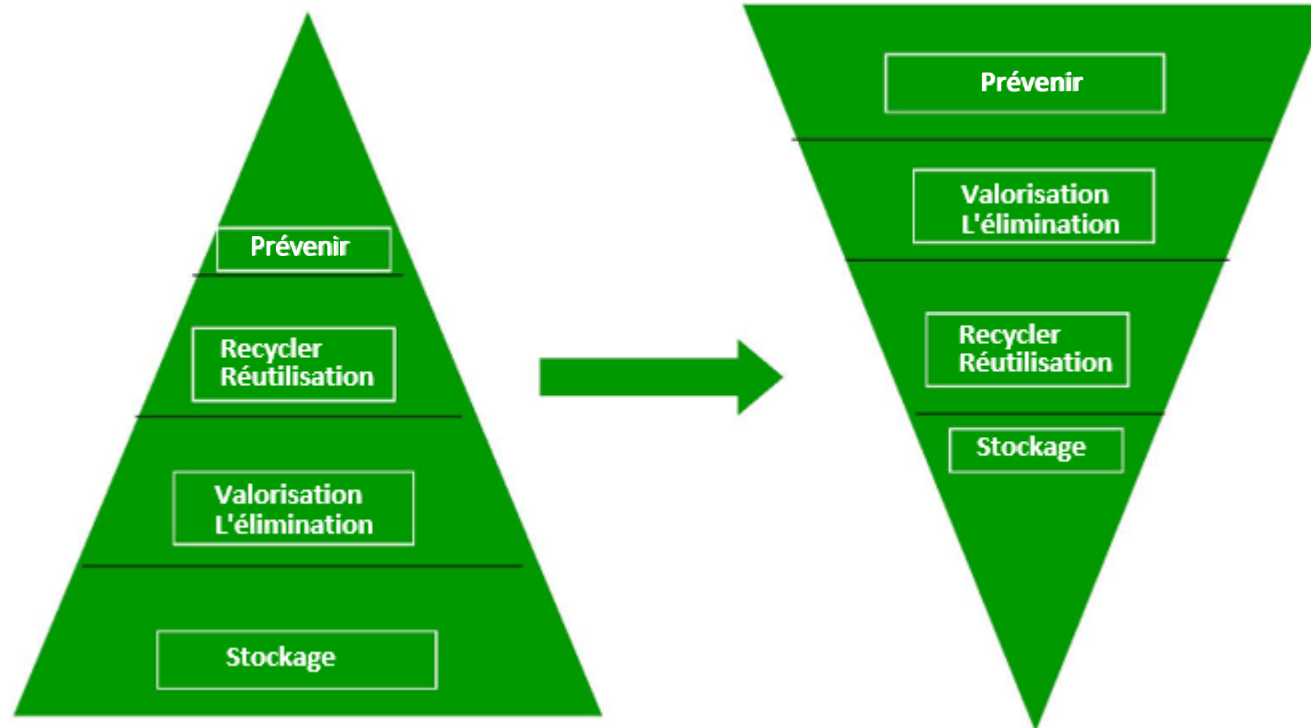 Prévenir
Recycler
Réutilisation
Valorisation
L'élimination
Stockage
Prévenir
Valorisation
L'élimination
Recycler
Réutilisation
Stockage